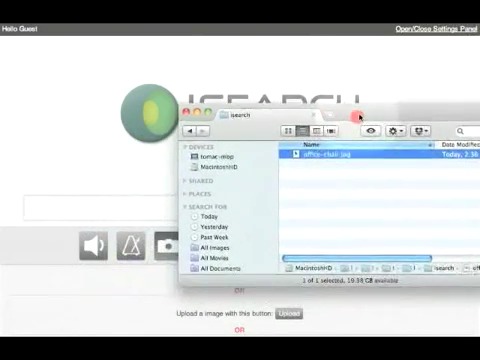 Hello Guest
Open/Close Settings Panel
ISEARCH
isearch
Name
Date Modified
DEVICES
tomac-mbp
MacintoshHD
SHARED
PLACES
SEARCH FOR
Today
Yesterday
Past Week
All Images
All Movies
All Documents
office-chair.jpg
Today, 2:36
MacintoshHD
isearch
off
1 of 1 selected, 19.38 GB available
OR
Upload a image with this button:
Upload
OR